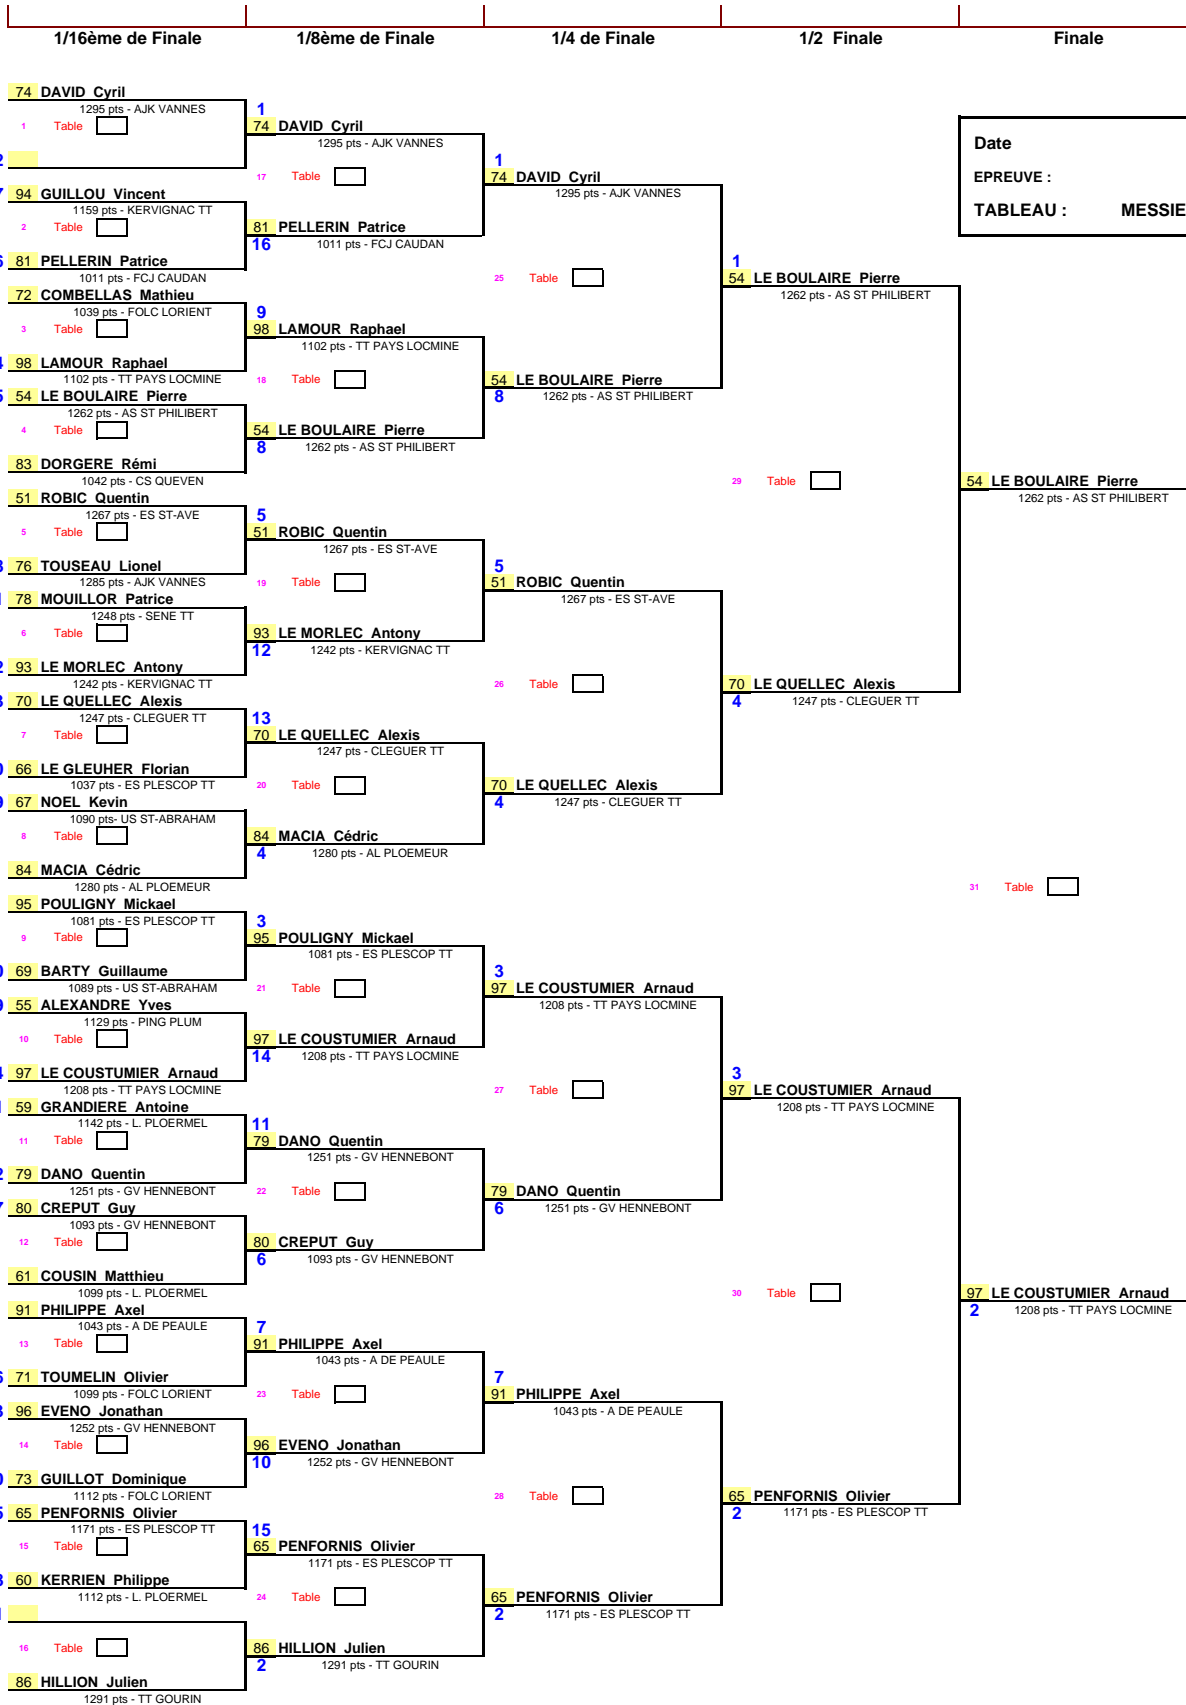 1/16ème de Finale
1/8ème de Finale
1/4 de Finale
1/2 Finale
Finale
Date
EPREUVE :
TABLEAU : MESSIE
74 DAVID Cyril
1295 pts - AJK VANNES
1 Table
2
94 GUILLOU Vincent
1159 pts - KERVIGNAC TT
2 Table
81 PELLERIN Patrice
1011 pts - FCJ CAUDAN
72 COMBELLAS Mathieu
1039 pts - FOLC LORIENT
3 Table
98 LAMOUR Raphael
1102 pts - TT PAYS LOCMINE
54 LE BOULAIRE Pierre
1262 pts - AS ST PHILIBERT
4 Table
83 DORGERE Rémi
1042 pts - CS QUEVEN
51 ROBIC Quentin
1267 pts - ES ST-AVE
5 Table
76 TOUSEAU Lionel
1285 pts - AJK VANNES
78 MOUILLOR Patrice
1248 pts - SENE TT
6 Table
93 LE MORLEC Antony
1242 pts - KERVIGNAC TT
70 LE QUELLEC Alexis
1247 pts - CLEGUER TT
7 Table
66 LE GLEUHER Florian
1037 pts - ES PLESCOP TT
67 NOEL Kevin
1090 pts- US ST-ABRAHAM
8 Table
84 MACIA Cédric
1280 pts - AL PLOEMEUR
95 POULIGNY Mickael
1081 pts - ES PLESCOP TT
9 Table
69 BARTY Guillaume
1089 pts - US ST-ABRAHAM
55 ALEXANDRE Yves
1129 pts - PING PLUM
10 Table
97 LE COUSTUMIER Arnaud
1208 pts - TT PAYS LOCMINE
59 GRANDIERE Antoine
1142 pts - L. PLOERMEL
11 Table
79 DANO Quentin
1251 pts - GV HENNEBONT
80 CREPUT Guy
1093 pts - GV HENNEBONT
12 Table
61 COUSIN Matthieu
1099 pts - L. PLOERMEL
91 PHILIPPE Axel
1043 pts - A DE PEAULE
13 Table
71 TOUMELIN Olivier
1099 pts - FOLC LORIENT
96 EVENO Jonathan
1252 pts - GV HENNEBONT
14 Table
73 GUILLOT Dominique
1112 pts - FOLC LORIENT
65 PENFORNIS Olivier
1171 pts - ES PLESCOP TT
15 Table
60 KERRIEN Philippe
1112 pts - L. PLOERMEL
16 Table
86 HILLION Julien
1291 pts - TT GOURIN
1
74 DAVID Cyril
1295 pts - AJK VANNES
17 Table
81 PELLERIN Patrice
16 1011 pts - FCJ CAUDAN
9
98 LAMOUR Raphael
1102 pts - TT PAYS LOCMINE
18 Table
54 LE BOULAIRE Pierre
8 1262 pts - AS ST PHILIBERT
5
51 ROBIC Quentin
1267 pts - ES ST-AVE
19 Table
93 LE MORLEC Antony
12 1242 pts - KERVIGNAC TT
13
70 LE QUELLEC Alexis
1247 pts - CLEGUER TT
20 Table
84 MACIA Cédric
4 1280 pts - AL PLOEMEUR
3
95 POULIGNY Mickael
1081 pts - ES PLESCOP TT
21 Table
97 LE COUSTUMIER Arnaud
14 1208 pts - TT PAYS LOCMINE
11
79 DANO Quentin
1251 pts - GV HENNEBONT
22 Table
80 CREPUT Guy
6 1093 pts - GV HENNEBONT
7
91 PHILIPPE Axel
1043 pts - A DE PEAULE
23 Table
96 EVENO Jonathan
10 1252 pts - GV HENNEBONT
15
65 PENFORNIS Olivier
1171 pts - ES PLESCOP TT
24 Table
86 HILLION Julien
2 1291 pts - TT GOURIN
1
74 DAVID Cyril
1295 pts - AJK VANNES
25 Table
54 LE BOULAIRE Pierre
8 1262 pts - AS ST PHILIBERT
5
51 ROBIC Quentin
1267 pts - ES ST-AVE
26 Table
70 LE QUELLEC Alexis
4 1247 pts - CLEGUER TT
3
97 LE COUSTUMIER Arnaud
1208 pts - TT PAYS LOCMINE
27 Table
79 DANO Quentin
6 1251 pts - GV HENNEBONT
7
91 PHILIPPE Axel
1043 pts - A DE PEAULE
28 Table
65 PENFORNIS Olivier
2 1171 pts - ES PLESCOP TT
1
54 LE BOULAIRE Pierre
1262 pts - AS ST PHILIBERT
29 Table
70 LE QUELLEC Alexis
4 1247 pts - CLEGUER TT
3
97 LE COUSTUMIER Arnaud
1208 pts - TT PAYS LOCMINE
30 Table
65 PENFORNIS Olivier
2 1171 pts - ES PLESCOP TT
54 LE BOULAIRE Pierre
1262 pts - AS ST PHILIBERT
31 Table
97 LE COUSTUMIER Arnaud
2 1208 pts - TT PAYS LOCMINE